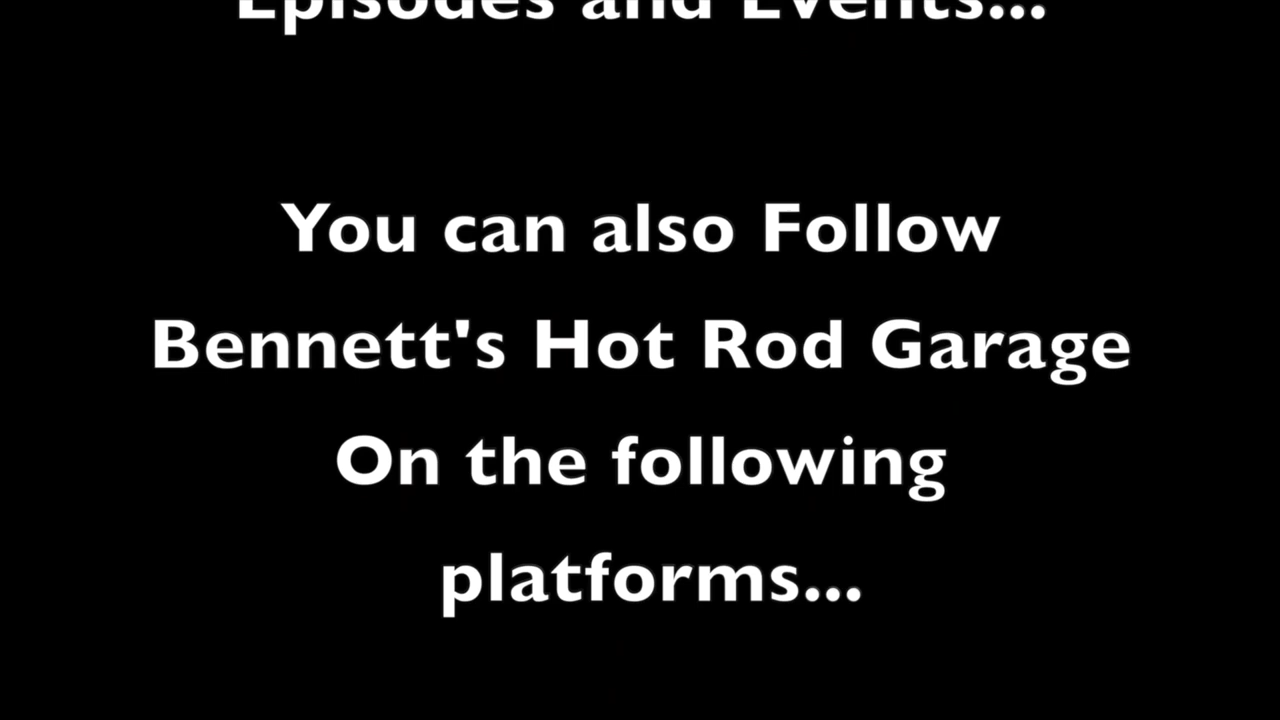 Episodes and Events...
You can also Follow
Bennett's Hot Rod Garage
On the following
platforms...